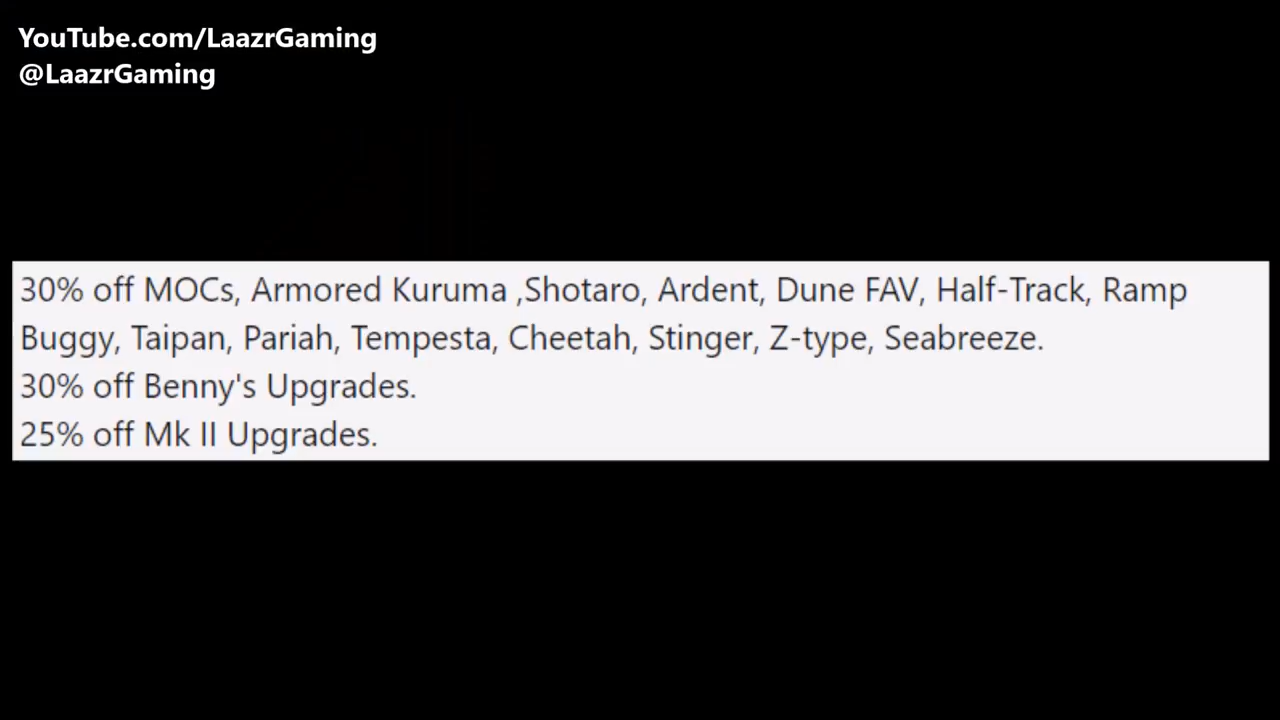 YouTube.com/LaazrGaming
@LaazrGaming
30% off MOCs, Armored Kuruma ,Shotaro, Ardent, Dune FAV, Half-Track, Ramp
Buggy, Taipan, Pariah, Tempesta, Cheetah, Stinger, Z-type, Seabreeze.
30% off Benny's Upgrades.
25% off Mk II Upgrades.